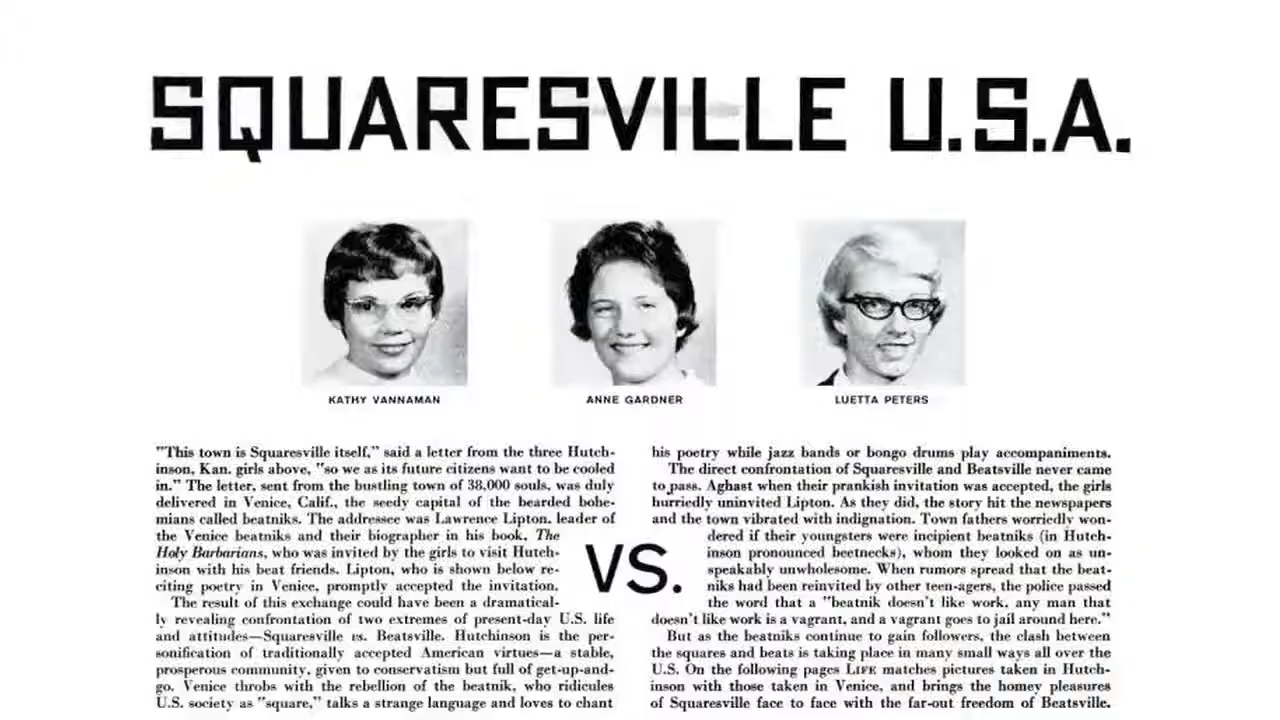 SQUARESVILLE U.S.A.
KATHY VANNAMAN
ANNE GARDNER
LUETTA PETERS
"This town is Squaresville itself," said a letter from the three Hutch-
inson, Kan. girls above, "so we as its future citizens want to be cooled
in." The letter, sent from the bustling town of 38,000 souls, was duly
delivered in Venice, Calif., the seedy capital of the bearded bohe-
mians called beatniks. The addressee was Lawrence Lipton, leader of
the Venice beatniks and their biographer in his book, The
Holy Barbarians, who was invited by the girls to visit Hutch-
inson with his beat friends. Lipton, who is shown below re-
citing poetry in Venice, promptly accepted the invitation.
The result of this exchange could have been a dramatical-
ly revealing confrontation of two extremes of present-day U.S. life
and attitudes—Squaresville vs. Beatsville. Hutchinson is the per-
sonification of traditionally accepted American virtues—a stable,
prosperous community, given to conservatism but full of get-up-and-
go. Venice throbs with the rebellion of the beatnik, who ridicules
U.S. society as "square," talks a strange language and loves to chant
VS.
his poetry while jazz bands or bongo drums play accompaniments.
The direct confrontation of Squaresville and Beatsville never came
to pass. Aghast when their prankish invitation was accepted, the girls
hurriedly uninvited Lipton. As they did, the story hit the newspapers
and the town vibrated with indignation. Town fathers worriedly won-
dered if their youngsters were incipient beatniks (in Hutch-
inson pronounced beetnecks), whom they looked on as un-
speakably unwholesome. When rumors spread that the beat-
niks had been reinvited by other teen-agers, the police passed
the word that a "beatnik doesn't like work, any man that
doesn't like work is a vagrant, and a vagrant goes to jail around here."
But as the beatniks continue to gain followers, the clash between
the squares and beats is taking place in many small ways all over the
U.S. On the following pages LIFE matches pictures taken in Hutch-
inson with those taken in Venice, and brings the homey pleasures
of Squaresville face to face with the far-out freedom of Beatsville.